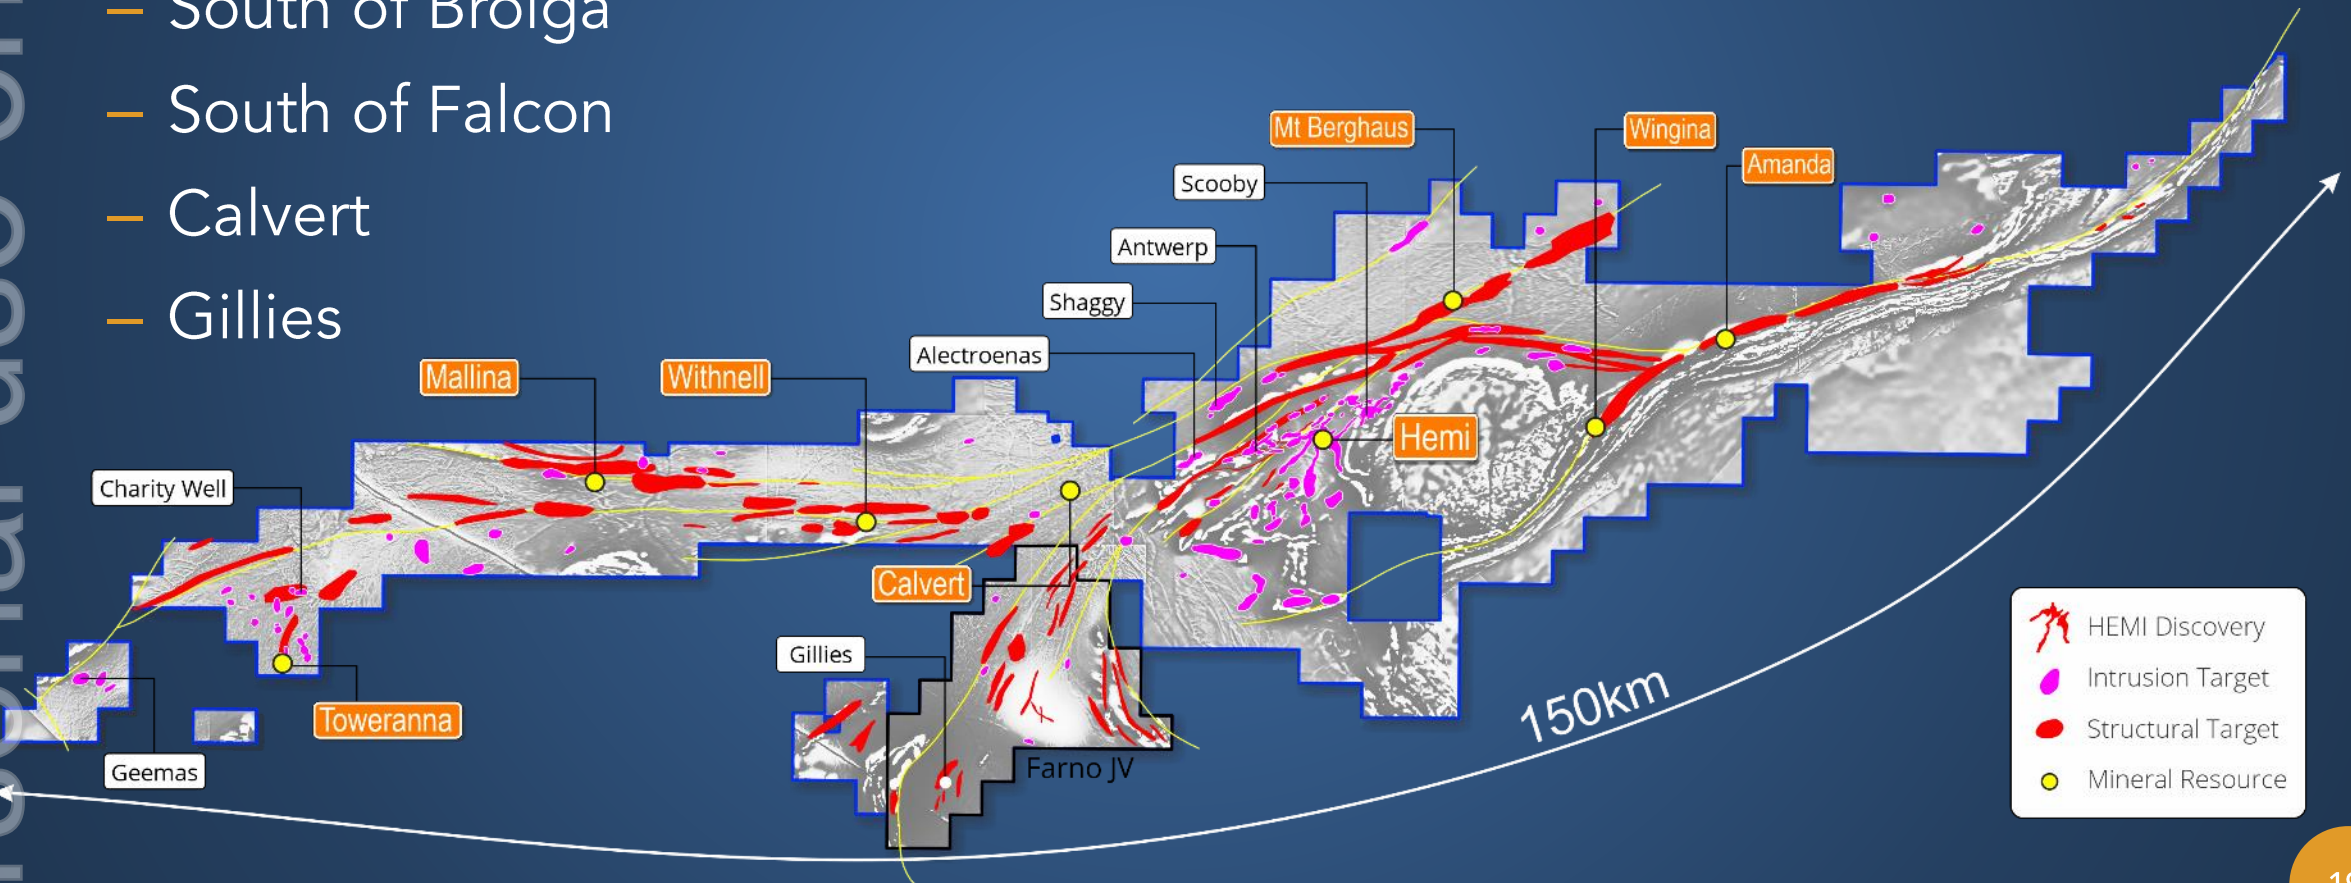 – South of Brolga
– South of Falcon
– Calvert
– Gillies
Mt Berghaus
Wingina
Amanda
Scooby
Antwerp
Shaggy
Alectroenas
Mallina
Withnell
Hemi
Charity Well
Calvert
Gillies
Toweranna
Geemas
Farno JV
150km
HEMI Discovery
Intrusion Target
Structural Target
Mineral Resource